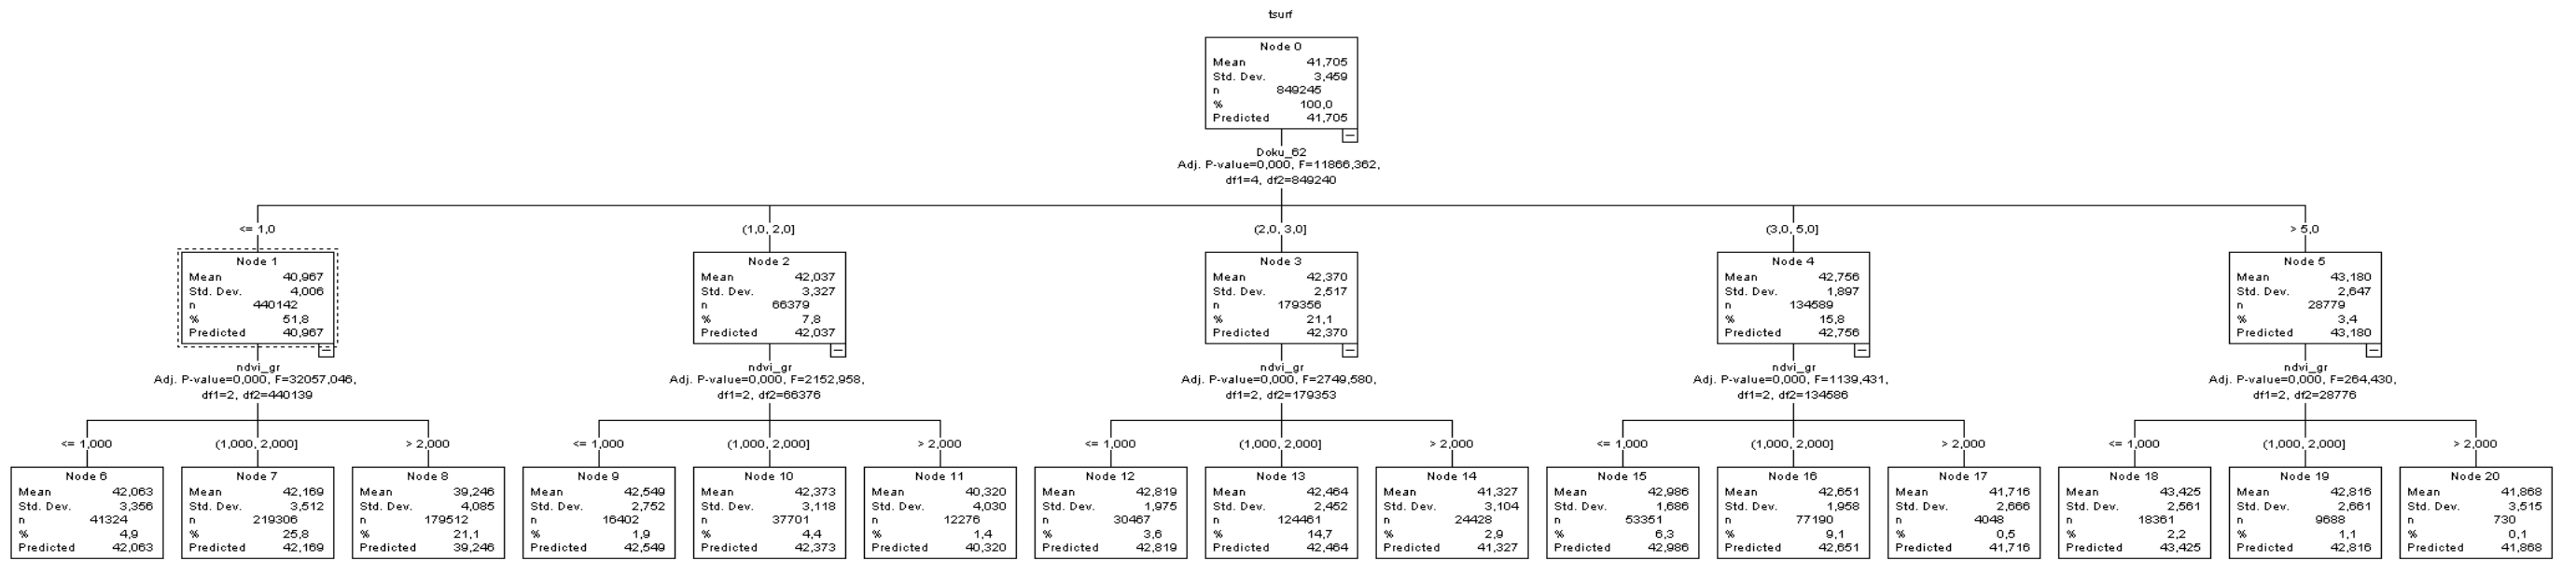 tsurf
Node 0
Mean 41,705
Std. Dev. 3,459
n 849245
% 100,0
Predicted 41,705
Doku_62
Adj. P-value=0,000, F=11866,362,
df1=4, df2=849240
<= 1,0
(1,0, 2,0]
(2,0, 3,0]
(3,0, 5,0]
> 5,0
Node 1
Mean 40,967
Std. Dev. 4,006
n 440142
% 51,8
Predicted 40,967
ndvi_gr
Adj. P-value=0,000, F=32057,046,
df1=2, df2=440139
Node 2
Mean 42,037
Std. Dev. 3,327
n 66379
% 7,8
Predicted 42,037
ndvi_gr
Adj. P-value=0,000, F=2152,958,
df1=2, df2=66376
Node 3
Mean 42,370
Std. Dev. 2,517
n 179356
% 21,1
Predicted 42,370
ndvi_gr
Adj. P-value=0,000, F=2749,580,
df1=2, df2=179353
Node 4
Mean 42,756
Std. Dev. 1,897
n 134589
% 15,8
Predicted 42,756
ndvi_gr
Adj. P-value=0,000, F=1139,431,
df1=2, df2=134586
Node 5
Mean 43,180
Std. Dev. 2,647
n 28779
% 3,4
Predicted 43,180
ndvi_gr
Adj. P-value=0,000, F=264,430,
df1=2, df2=28776
<= 1,000
(1,000, 2,000]
> 2,000
<= 1,000
(1,000, 2,000]
> 2,000
<= 1,000
(1,000, 2,000]
> 2,000
<= 1,000
(1,000, 2,000]
> 2,000
<= 1,000
(1,000, 2,000]
> 2,000
Node 6
Mean 42,063
Std. Dev. 3,356
n 41324
% 4,9
Predicted 42,063
Node 7
Mean 42,169
Std. Dev. 3,512
n 219306
% 25,8
Predicted 42,169
Node 8
Mean 39,246
Std. Dev. 4,085
n 179512
% 21,1
Predicted 39,246
Node 9
Mean 42,549
Std. Dev. 2,752
n 16402
% 1,9
Predicted 42,549
Node 10
Mean 42,373
Std. Dev. 3,118
n 37701
% 4,4
Predicted 42,373
Node 11
Mean 40,320
Std. Dev. 4,030
n 12276
% 1,4
Predicted 40,320
Node 12
Mean 42,819
Std. Dev. 1,975
n 30467
% 3,6
Predicted 42,819
Node 13
Mean 42,464
Std. Dev. 2,452
n 124461
% 14,7
Predicted 42,464
Node 14
Mean 41,327
Std. Dev. 3,104
n 24428
% 2,9
Predicted 41,327
Node 15
Mean 42,986
Std. Dev. 1,686
n 53351
% 6,3
Predicted 42,986
Node 16
Mean 42,651
Std. Dev. 1,958
n 77190
% 9,1
Predicted 42,651
Node 17
Mean 41,716
Std. Dev. 2,666
n 4048
% 0,5
Predicted 41,716
Node 18
Mean 43,425
Std. Dev. 2,561
n 18361
% 2,2
Predicted 43,425
Node 19
Mean 42,816
Std. Dev. 2,661
n 9688
% 1,1
Predicted 42,816
Node 20
Mean 41,868
Std. Dev. 3,515
n 730
% 0,1
Predicted 41,868